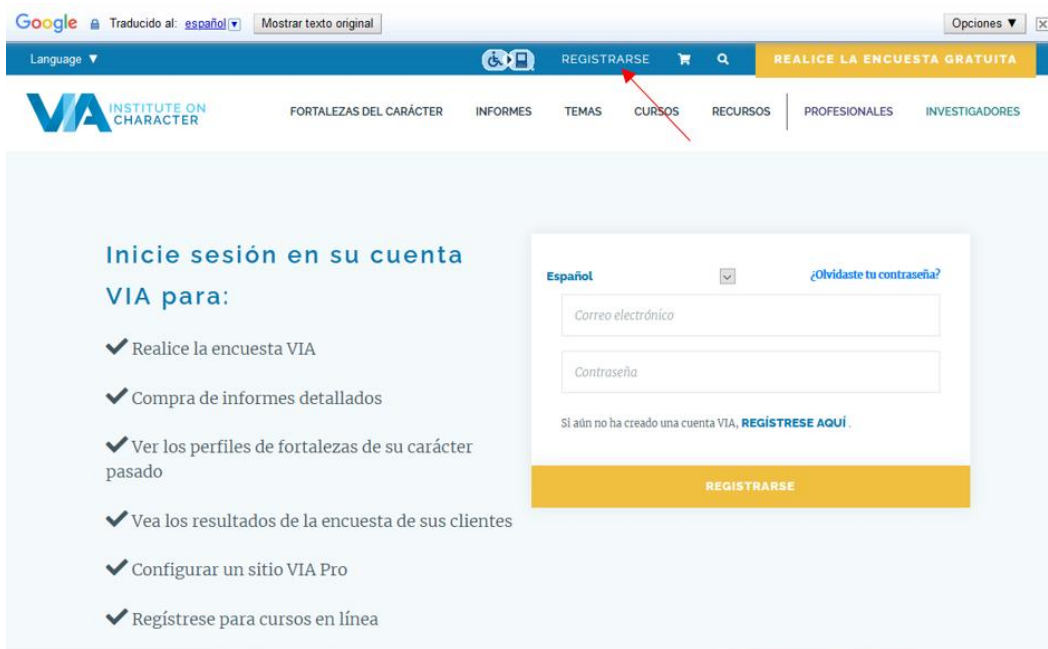 Google Traducido al: español Mostrar texto original Opciones ▼
Language ▼ REGISTRARSE REALICE LA ENCUESTA GRATUITA
VIA INSTITUTE ON
CHARACTER
FORTALEZAS DEL CARÁCTER INFORMES TEMAS CURSOS RECURSOS PROFESIONALES INVESTIGADORES
Inicie sesión en su cuenta
VIA para:
Realice la encuesta VIA
Compra de informes detallados
Ver los perfiles de fortalezas de su carácter
pasado
Vea los resultados de la encuesta de sus clientes
Configurar un sitio VIA Pro
Regístrese para cursos en línea
Español ¿Olvidaste tu contraseña?
Correo electrónico
Contraseña
Si aún no ha creado una cuenta VIA, REGÍSTRESE AQUÍ .
REGISTRARSE